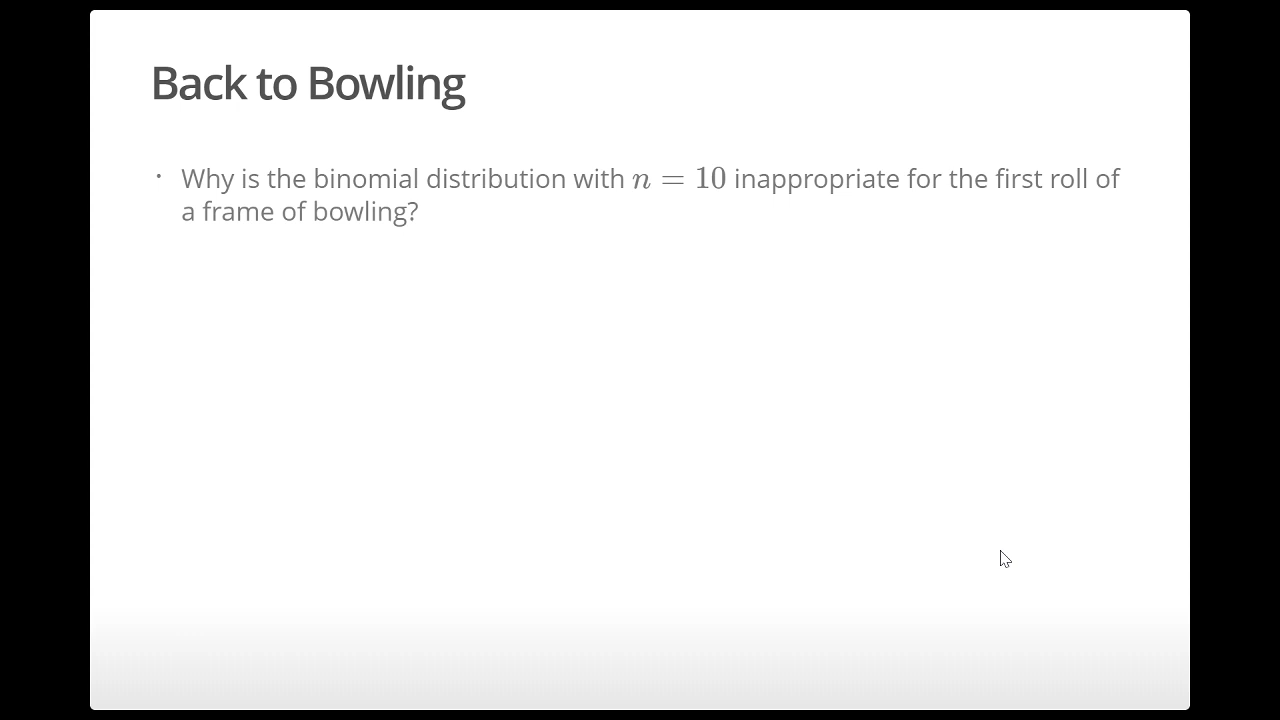 Back to Bowling
• Why is the binomial distribution with n = 10 inappropriate for the first roll of
a frame of bowling?